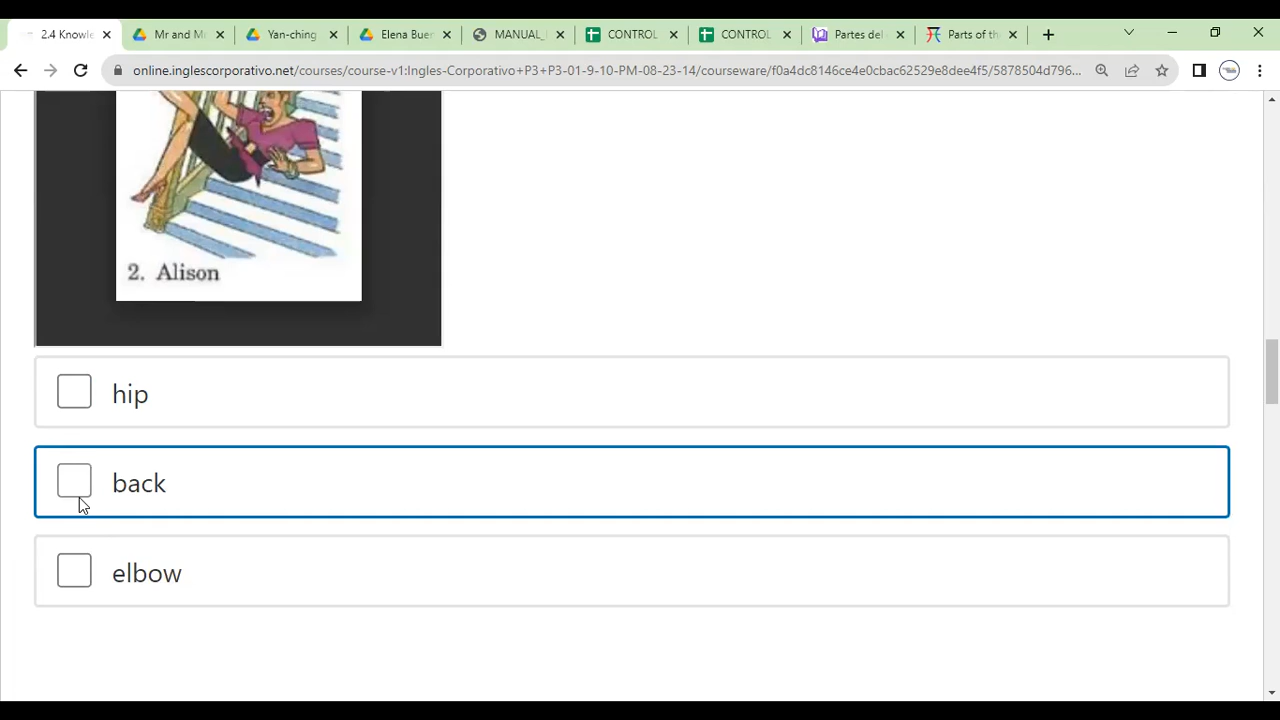 2.4 Knowle
Mr and M
Yan-ching
Elena Buer
MANUAL_
CONTROL
CONTROL
Partes del
Parts of th
online.inglescorporativo.net/courses/course-v1:Ingles-Corporativo+P3+P3-01-9-10-PM-08-23-14/courseware/f0a4dc8146ce4e0cbac62529e8dee4f5/5878504d796...
2. Alison
hip
back
elbow